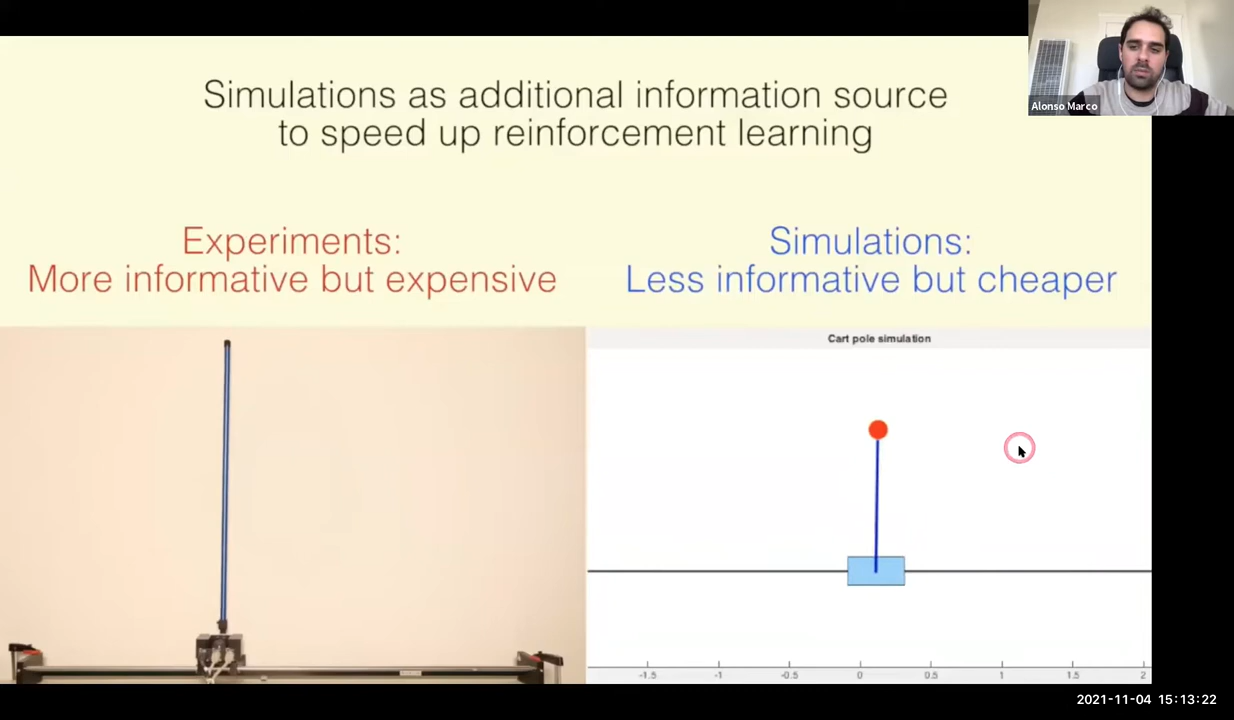 Simulations as additional information source
to speed up reinforcement learning
Alonso Marco
Experiments:
More informative but expensive
Simulations:
Less informative but cheaper
Cart pole simulation
-1.5 -1 -0.5 0 0.5 1 1.5 2
2021-11-04 15:13:22